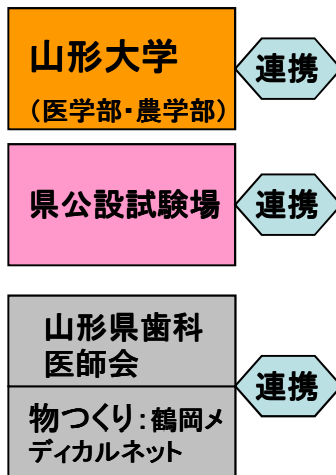 山形大学
連携
（医学部・農学部）
県公設試験場
連携
山形県歯科
医師会
連携
物つくり：鶴岡メ
ディカルネット